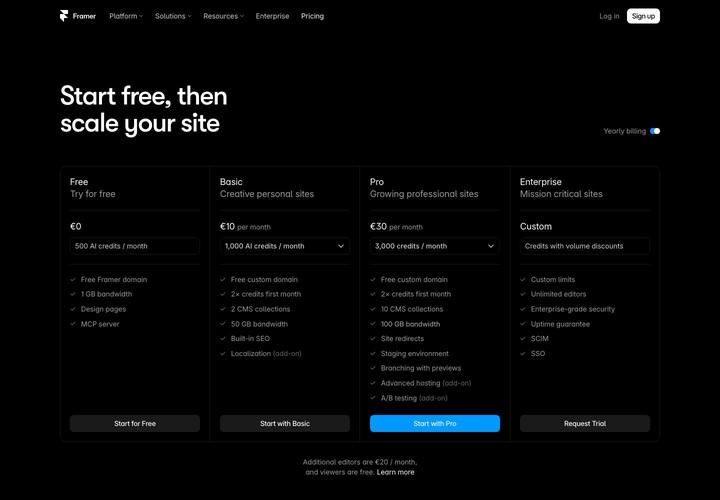 Framer
Platform
Solutions
Resources
Enterprise
Pricing
Log in
Sign up
Start free, then
scale your site
Yearly billing
Free
Try for free
€0
500 AI credits / month
Free Framer domain
1 GB bandwidth
Design pages
MCP server
Start for Free
Basic
Creative personal sites
€10 per month
1,000 AI credits / month
Free custom domain
2× credits first month
2 CMS collections
50 GB bandwidth
Built-in SEO
Localization (add-on)
Start with Basic
Pro
Growing professional sites
€30 per month
3,000 credits / month
Free custom domain
2× credits first month
10 CMS collections
100 GB bandwidth
Site redirects
Staging environment
Branching with previews
Advanced hosting (add-on)
A/B testing (add-on)
Start with Pro
Enterprise
Mission critical sites
Custom
Credits with volume discounts
Custom limits
Unlimited editors
Enterprise-grade security
Uptime guarantee
SCIM
SSO
Request Trial
Additional editors are €20 / month,
and viewers are free. Learn more